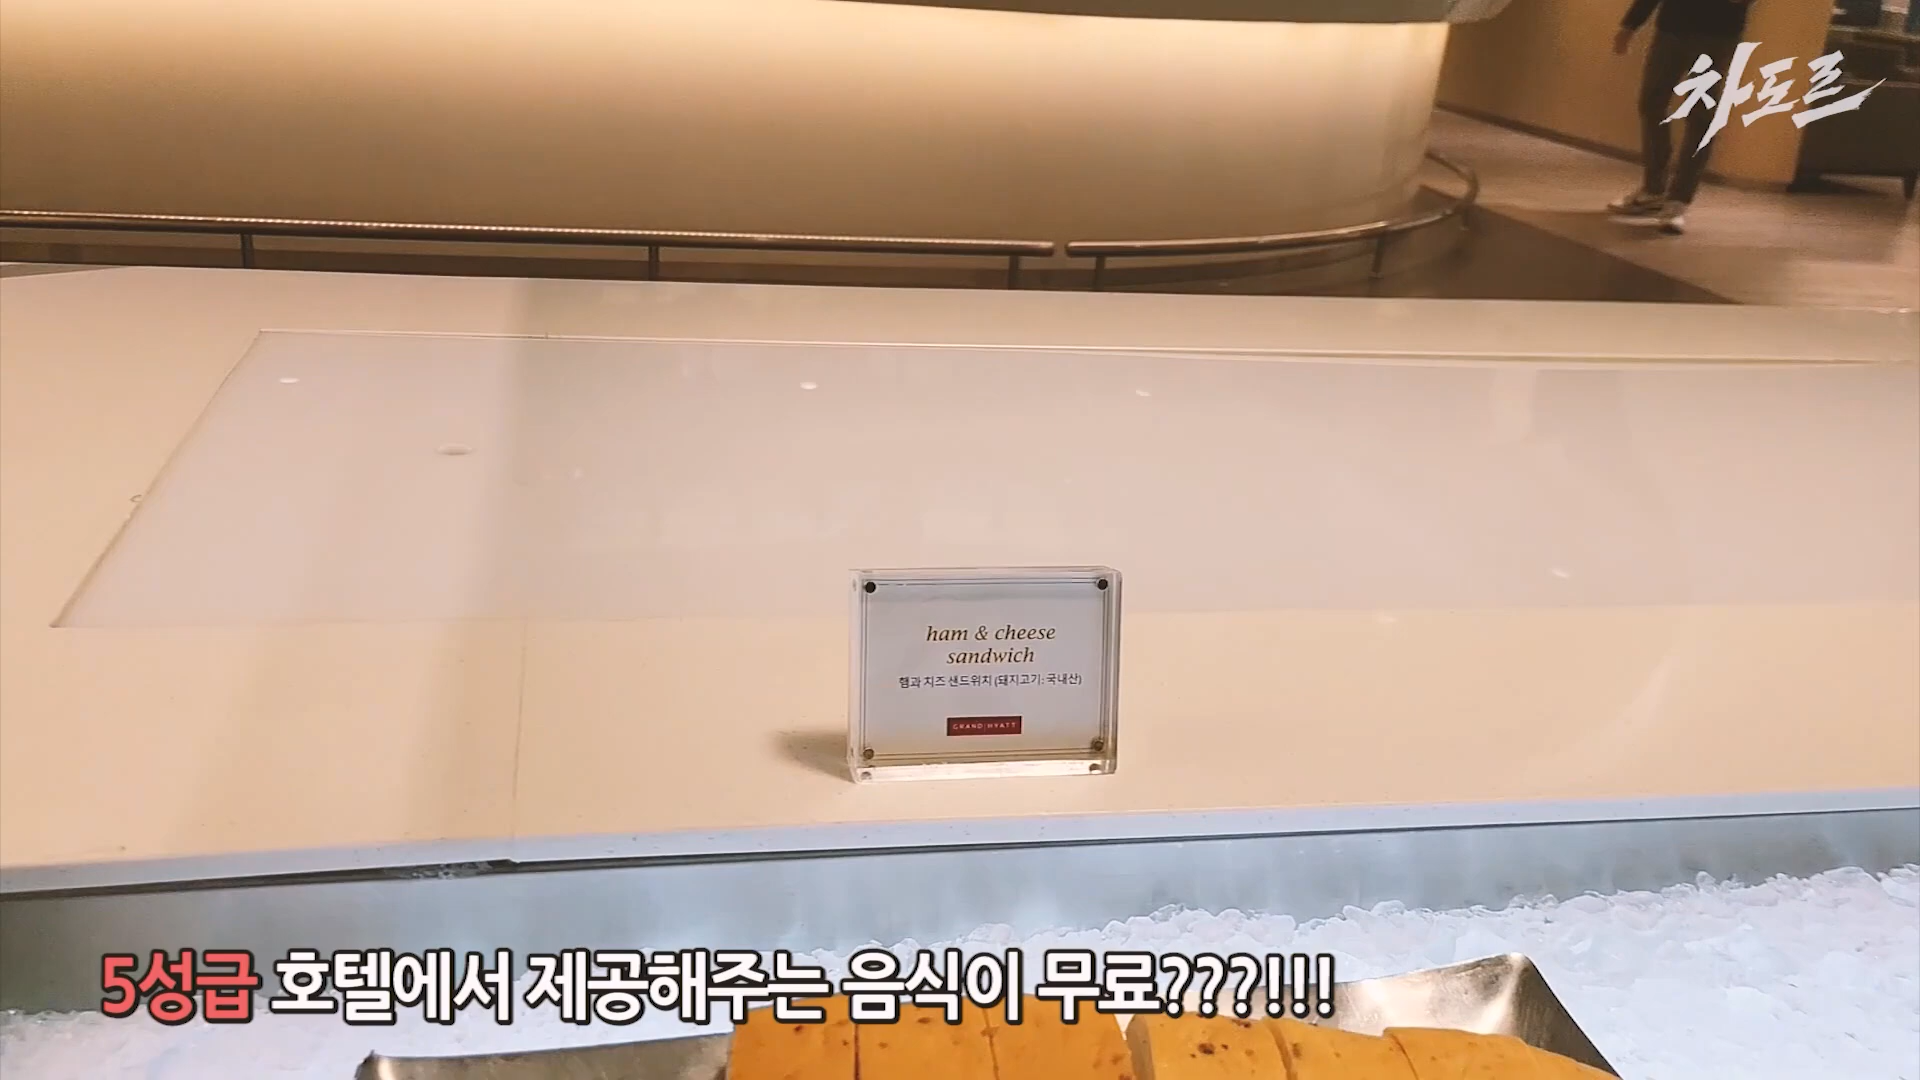 차도르
ham & cheese
sandwich
햄과 치즈 샌드위치 (돼지고기: 국내산)
GRAND HYATT
5성급 호텔에서 제공해주는 음식이 무료???!!!